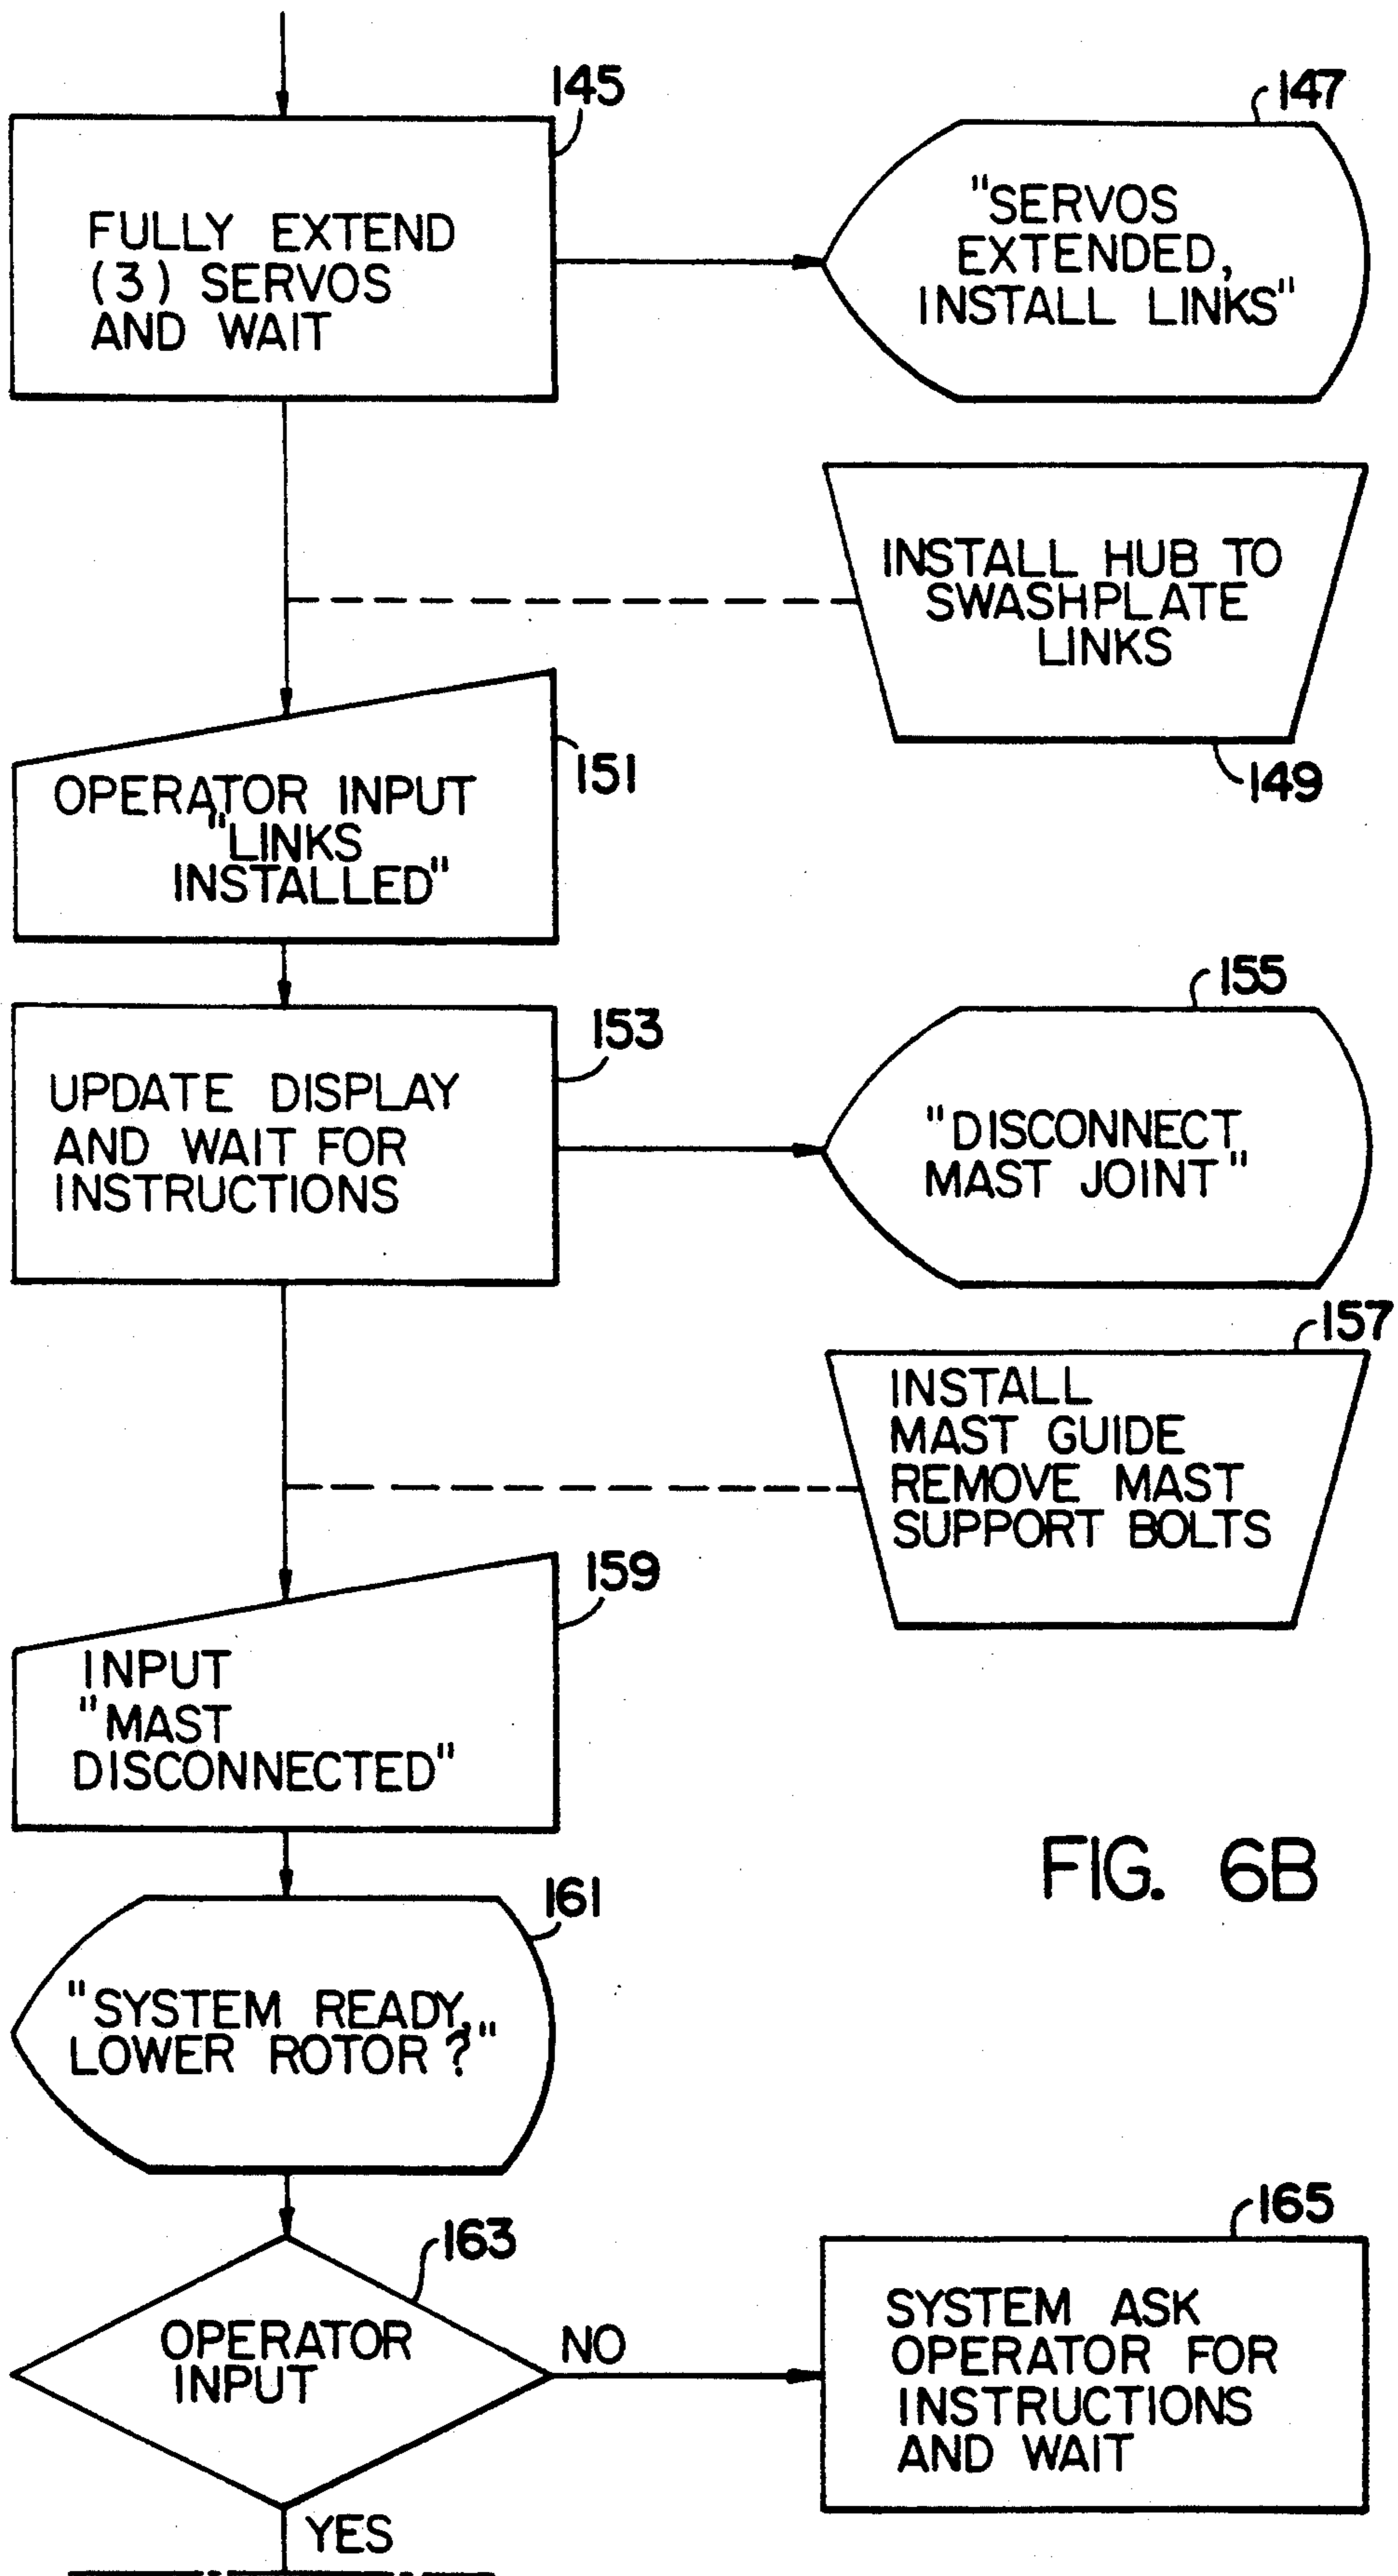 145
FULLY EXTEND
(3) SERVOS
AND WAIT
147
"SERVOS
EXTENDED,
INSTALL LINKS"
INSTALL HUB TO
SWASHPLATE
LINKS
149
151
OPERATOR INPUT
"LINKS
INSTALLED"
153
UPDATE DISPLAY
AND WAIT FOR
INSTRUCTIONS
155
"DISCONNECT
MAST JOINT"
157
INSTALL
MAST GUIDE
REMOVE MAST
SUPPORT BOLTS
159
INPUT
"MAST
DISCONNECTED"
FIG. 6B
161
"SYSTEM READY,
LOWER ROTOR?"
163
OPERATOR
INPUT
NO
165
SYSTEM ASK
OPERATOR FOR
INSTRUCTIONS
AND WAIT
YES